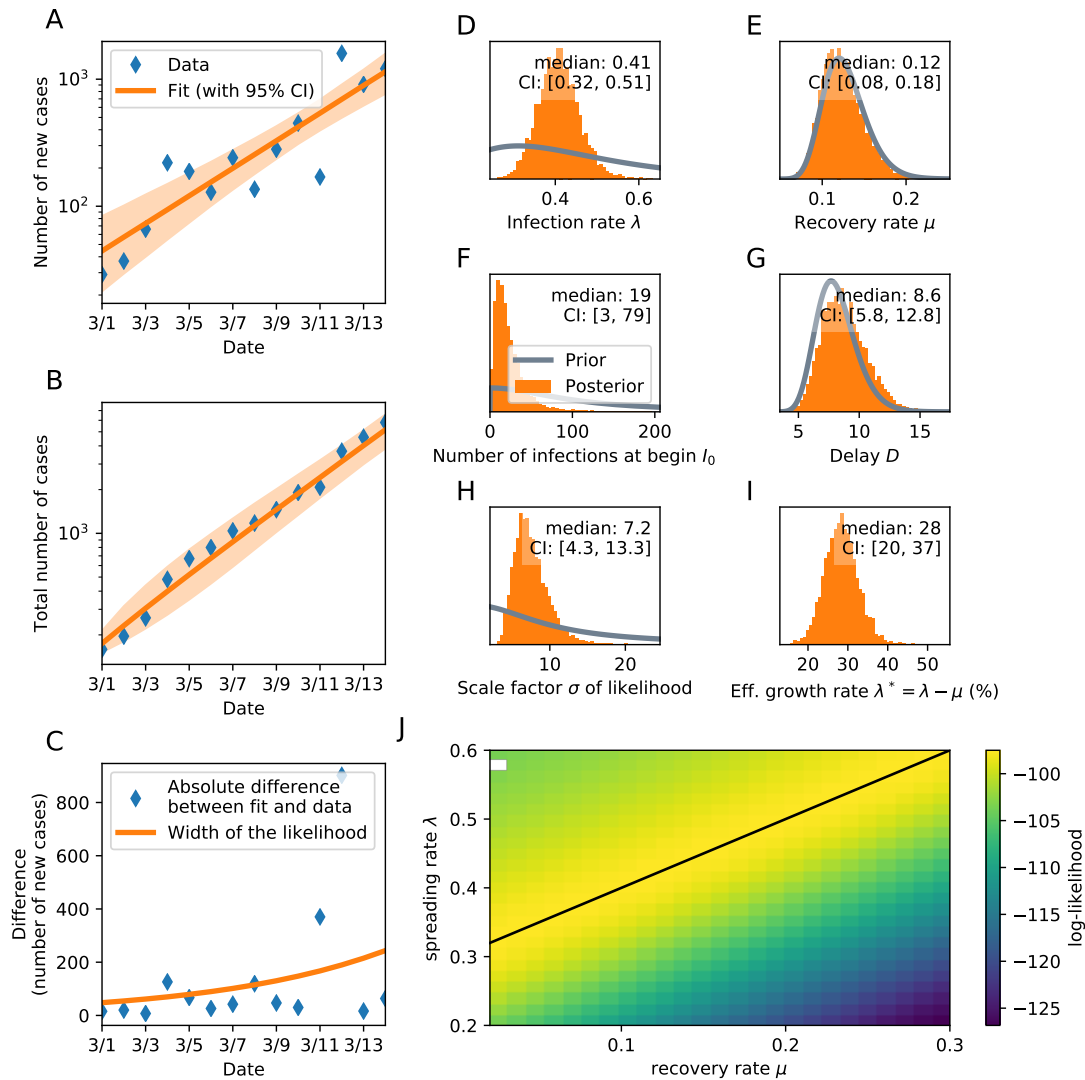 A
Number of new cases
10³
10²
Data
Fit (with 95% CI)
3/1 3/3 3/5 3/7 3/9 3/11 3/13
Date
B
Total number of cases
10³
3/1 3/3 3/5 3/7 3/9 3/11 3/13
Date
C
Difference
(number of new cases)
800
600
400
200
0
Absolute difference
between fit and data
Width of the likelihood
3/1 3/3 3/5 3/7 3/9 3/11 3/13
Date
D
median: 0.41
CI: [0.32, 0.51]
0.4 0.6
Infection rate λ
E
median: 0.12
CI: [0.08, 0.18]
0.1 0.2
Recovery rate μ
F
median: 19
CI: [3, 79]
Prior
Posterior
0 100 200
Number of infections at begin I₀
G
median: 8.6
CI: [5.8, 12.8]
5 10 15
Delay D
H
median: 7.2
CI: [4.3, 13.3]
10 20
Scale factor σ of likelihood
I
median: 28
CI: [20, 37]
20 30 40 50
Eff. growth rate λ* = λ − μ (%)
J
spreading rate λ
0.6
0.5
0.4
0.3
0.2
0.1 0.2 0.3
recovery rate μ
−100
−105
−110
−115
−120
−125
log-likelihood